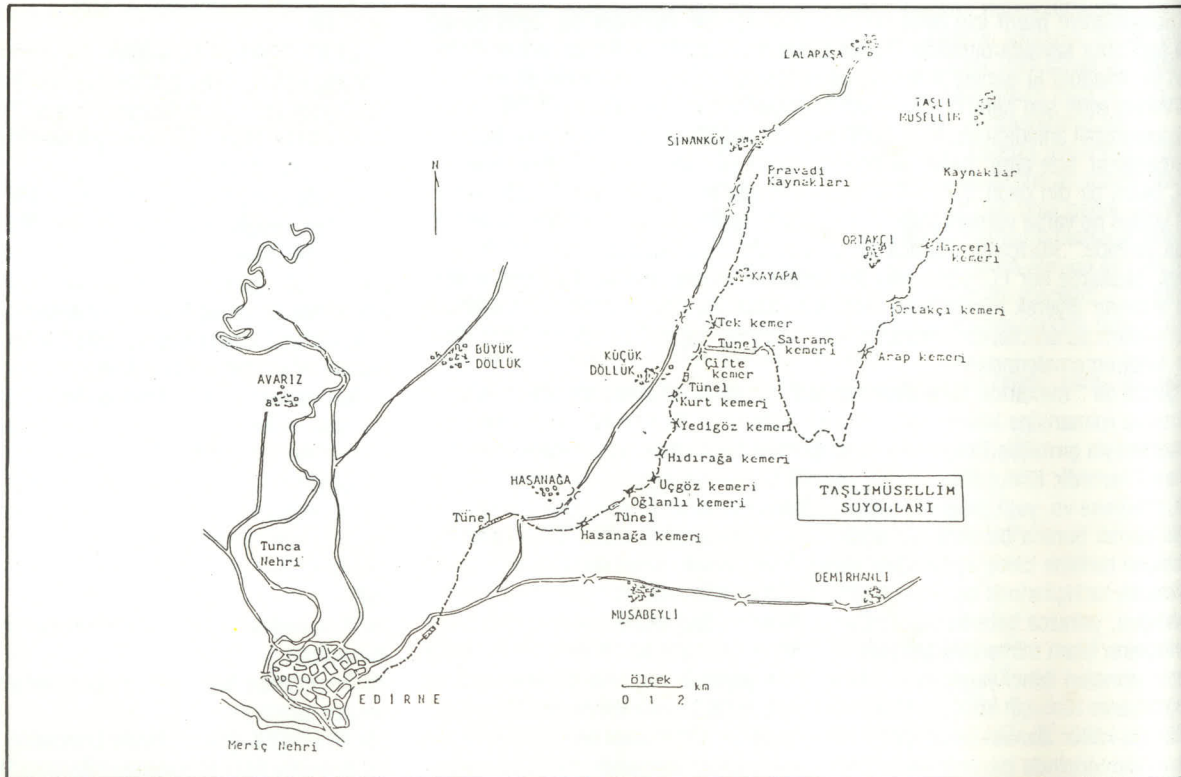 LALAPAŞA
TAŞLI
MÜSELLİM
SİNANKÖY
N
Pravadi
Kaynakları
Kaynaklar
ORTAKÇI
Hançerli
kemeri
KAYAPA
Ortakçı kemeri
Tek kemer
Tunel
Satranç
kemeri
Arap kemeri
BÜYÜK
DÖLLÜK
KÜÇÜK
DÖLLÜK
Çifte
kemer
AVARIZ
Tünel
Kurt kemeri
Yedigöz kemeri
Hıdırağa kemeri
HASANAĞA
Üçgöz kemeri
TAŞLIMÜSELLİM
SUYOLLARI
Oğlanlı kemeri
Tünel
Tünel
Hasanağa kemeri
Tunca
Nehri
DEMİRHANLI
MUSABEYLİ
EDİRNE
ölçek
0 1 2 km
Meriç Nehri